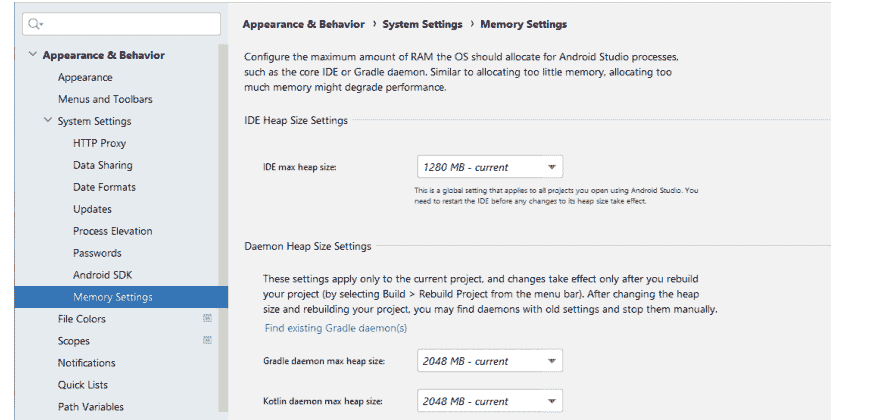 Appearance & Behavior
Appearance
Menus and Toolbars
System Settings
HTTP Proxy
Data Sharing
Date Formats
Updates
Process Elevation
Passwords
Android SDK
Memory Settings
File Colors
Scopes
Notifications
Quick Lists
Path Variables
Appearance & Behavior › System Settings › Memory Settings
Configure the maximum amount of RAM the OS should allocate for Android Studio processes,
such as the core IDE or Gradle daemon. Similar to allocating too little memory, allocating too
much memory might degrade performance.
IDE Heap Size Settings
IDE max heap size: 1280 MB - current
This is a global setting that applies to all projects you open using Android Studio. You
need to restart the IDE before any changes to its heap size take effect.
Daemon Heap Size Settings
These settings apply only to the current project, and changes take effect only after you rebuild
your project (by selecting Build > Rebuild Project from the menu bar). After changing the heap
size and rebuilding your project, you may find daemons with old settings and stop them manually.
Find existing Gradle daemon(s)
Gradle daemon max heap size: 2048 MB - current
Kotlin daemon max heap size: 2048 MB - current